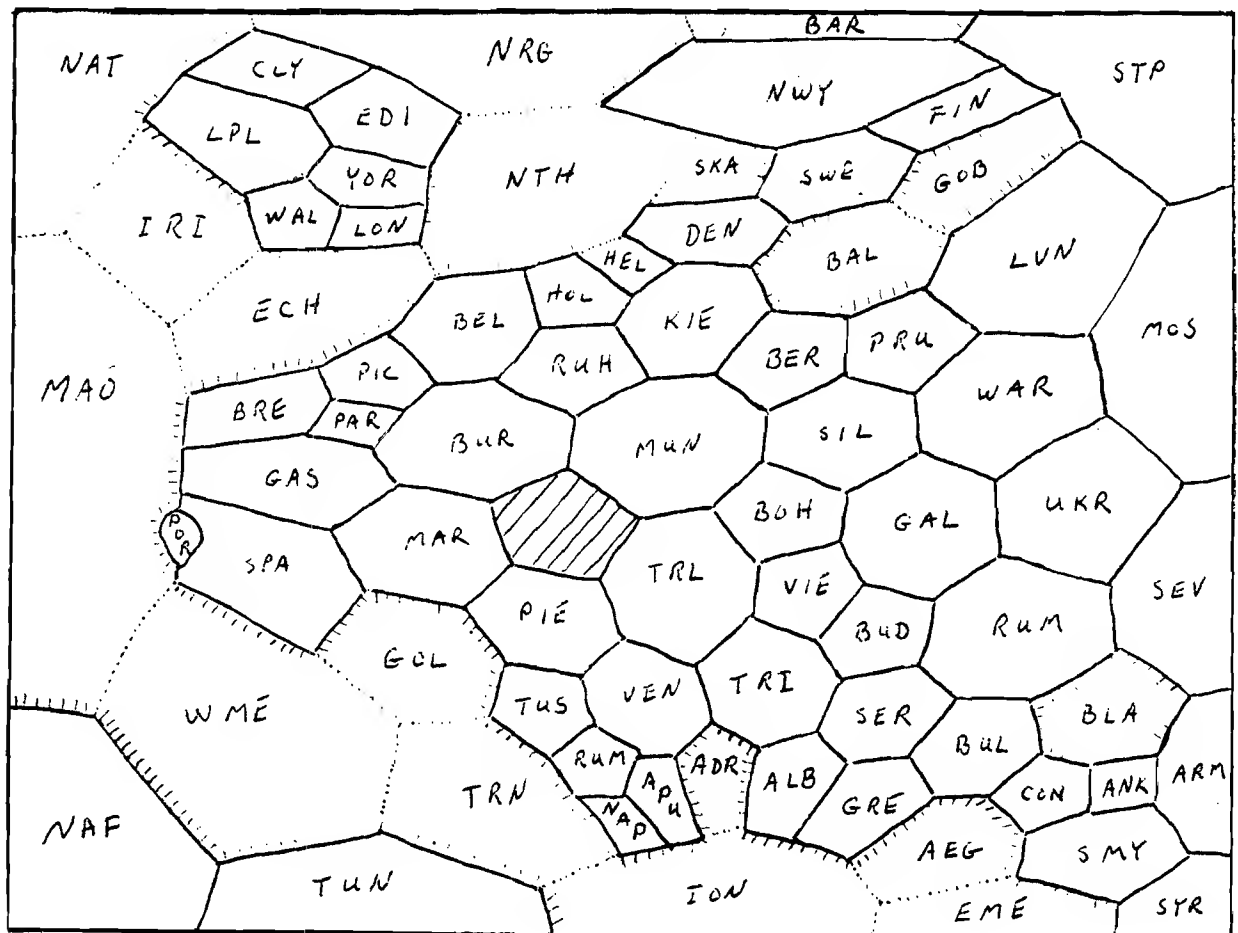 BAR
NRG
NAT
CLY
STP
NWY
FIN
EDI
LPL
SKA
SWE
GOB
YOR
NTH
WAL
LON
IRI
DEN
BAL
LVN
HEL
HOL
ECH
BEL
KIE
MOS
RUH
BER
PRU
PIC
MAO
BRE
PAR
WAR
BUR
MUN
SIL
GAS
UKR
BOH
GAL
POR
MAR
SPA
TRL
VIE
SEV
PIE
BUD
RUM
GOL
TRI
VEN
WME
TUS
SER
BLA
BUL
RUM
ADR
ALB
ARM
TRN
APU
CON
ANK
GRE
NAP
NAF
AEG
SMY
TUN
ION
EME
SYR